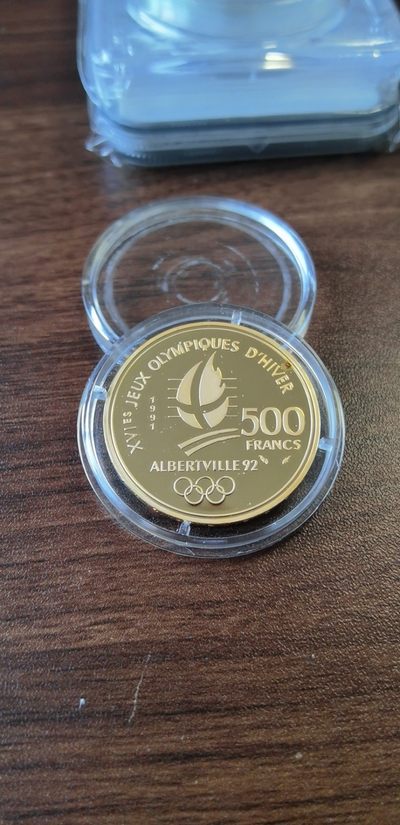 XVIES JEUX OLYMPIQUES D'HIVER
1991
500
FRANCS
ALBERTVILLE 92